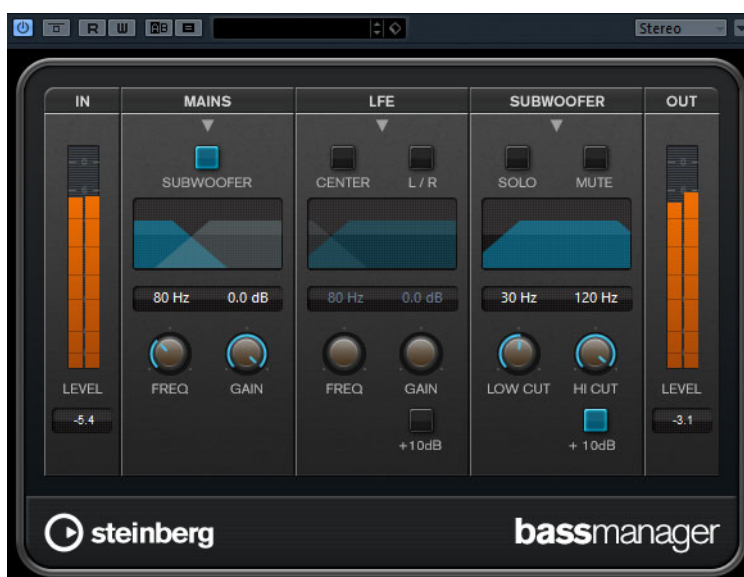 R W AB Stereo
IN MAINS LFE SUBWOOFER OUT
SUBWOOFER CENTER L / R SOLO MUTE
80 Hz 0.0 dB 80 Hz 0.0 dB 30 Hz 120 Hz
LEVEL FREQ GAIN FREQ GAIN LOW CUT HI CUT LEVEL
-5.4 -3.1
+10dB + 10dB
steinberg bassmanager